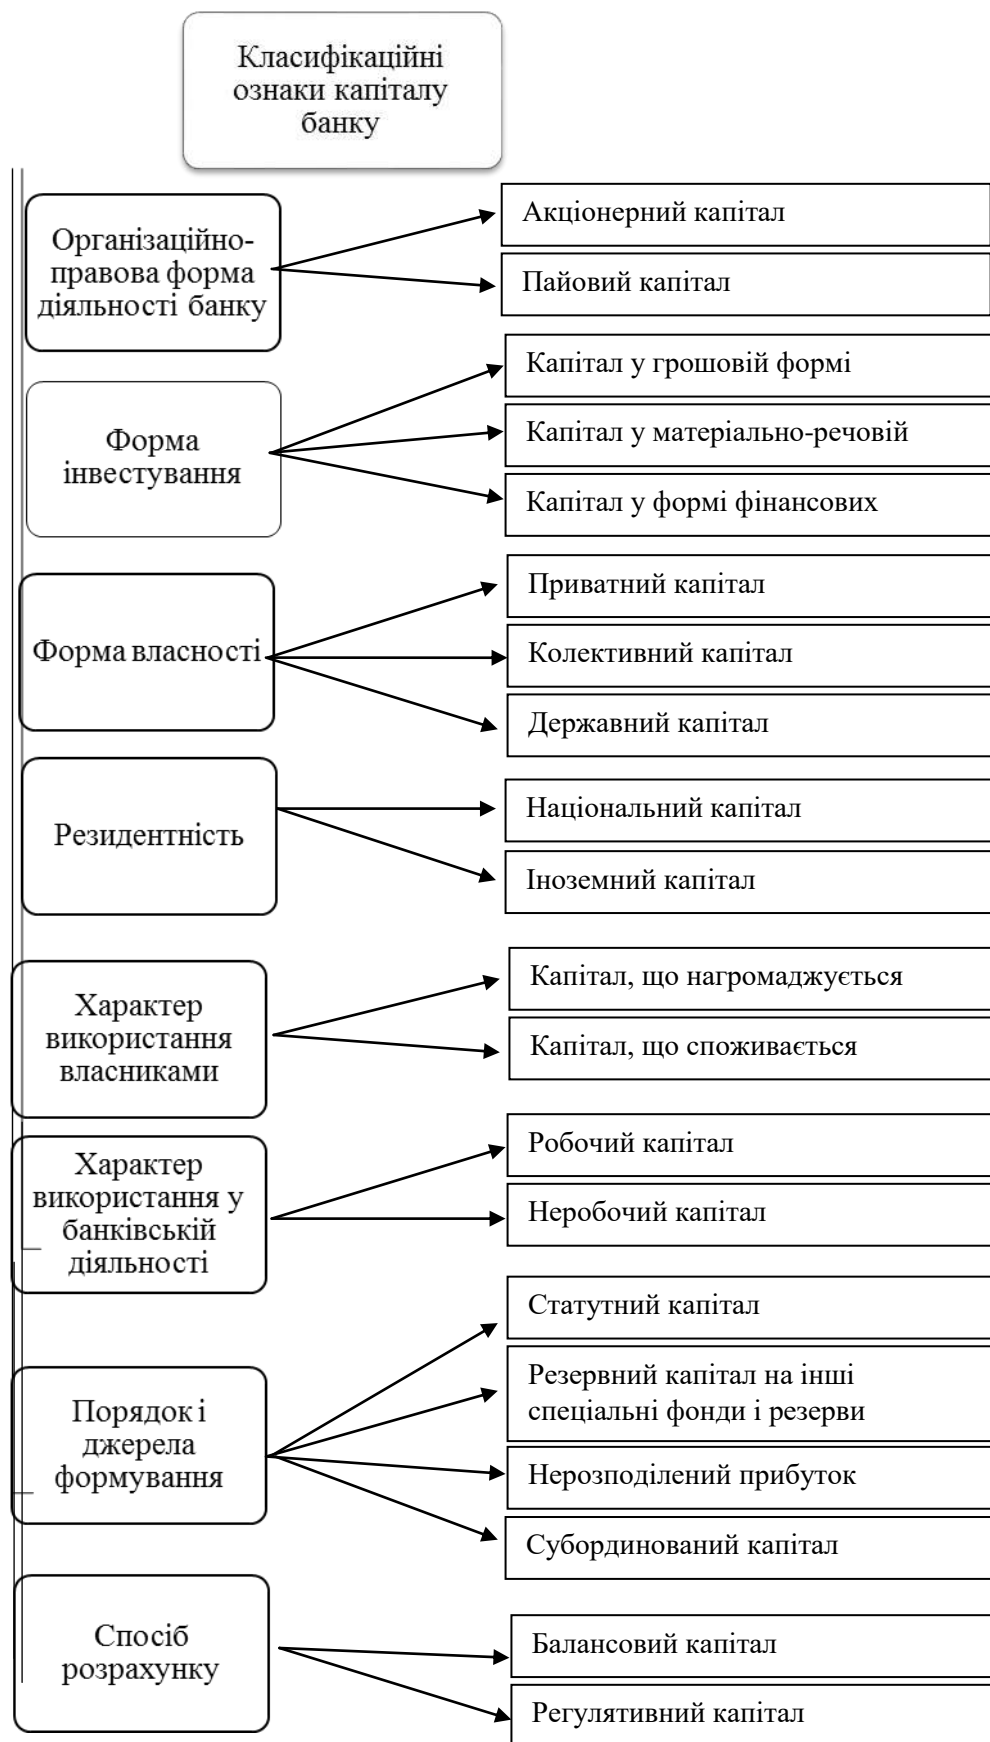 Класифікаційні
ознаки капіталу
банку
Організаційно-
правова форма
діяльності банку
Акціонерний капітал
Пайовий капітал
Форма
інвестування
Капітал у грошовій формі
Капітал у матеріально-речовій
Капітал у формі фінансових
Форма власності
Приватний капітал
Колективний капітал
Державний капітал
Резидентність
Національний капітал
Іноземний капітал
Характер
використання
власниками
Капітал, що нагромаджується
Капітал, що споживається
Характер
використання у
банківській
діяльності
Робочий капітал
Неробочий капітал
Порядок і
джерела
формування
Статутний капітал
Резервний капітал на інші
спеціальні фонди і резерви
Нерозподілений прибуток
Субординований капітал
Спосіб
розрахунку
Балансовий капітал
Регулятивний капітал